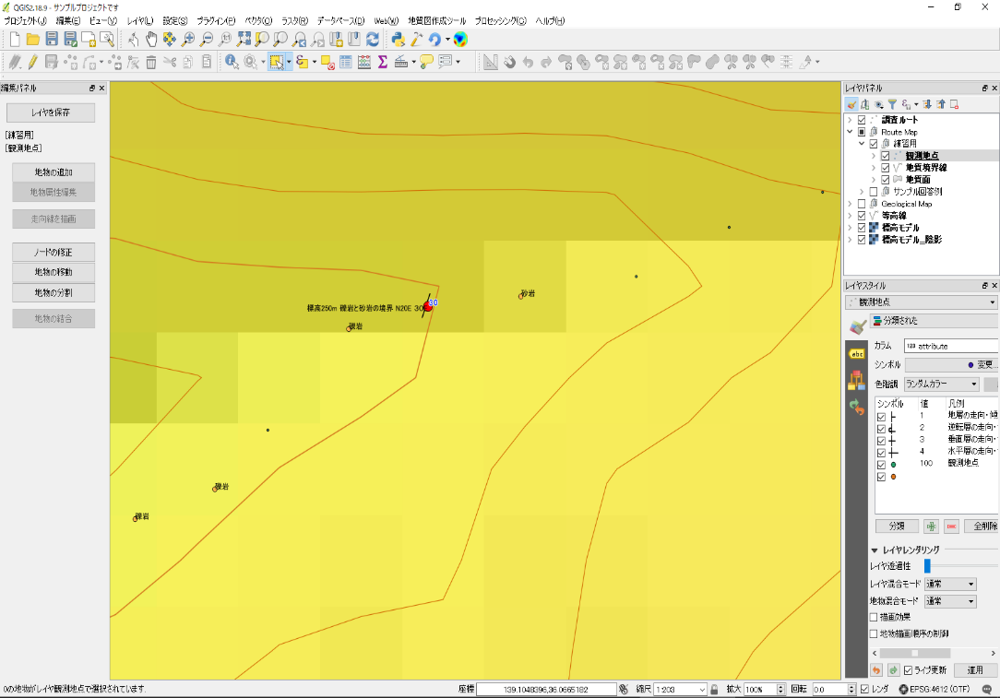 QGIS2.18.9 - サンプルプロジェクトです
プロジェクト(J) 編集(E) ビュー(V) レイヤ(L) 設定(S) プラグイン(P) ベクタ(O) ラスタ(R) データベース(D) Web(W) 地質図作成ツール プロセッシング(C) ヘルプ(H)
編集パネル
レイヤを保存
[練習用]
[観測地点]
地物の追加
地物属性編集
走向線を描画
ノードの修正
地物の移動
地物の分割
地物の結合
砂岩
30
標高250m 礫岩と砂岩の境界 N20E 30
礫岩
礫岩
礫岩
レイヤパネル
調査ルート
Route Map
練習用
観測地点
地質境界線
地質面
サンプル回答例
Geological Map
等高線
標高モデル
標高モデル_陰影
レイヤスタイル
観測地点
分類された
abc
カラム 123 attribute
シンボル 変更...
色階調 ランダムカラー
シンボル 値 凡例
1 地層の走向・傾
2 逆転層の走向・
3 垂直層の走向・
4 水平層の走向・
100 観測地点
分類 全削除
レイヤレンダリング
レイヤ透過性
レイヤ混合モード 通常
地物混合モード 通常
描画効果
地物描画順序の制御
ライブ更新 適用
0の地物がレイヤ観測地点で選択されています.
座標 139.1048396,36.0665182 縮尺 1:203 拡大 100% 回転 0.0 レンダ EPSG:4612 (OTF)